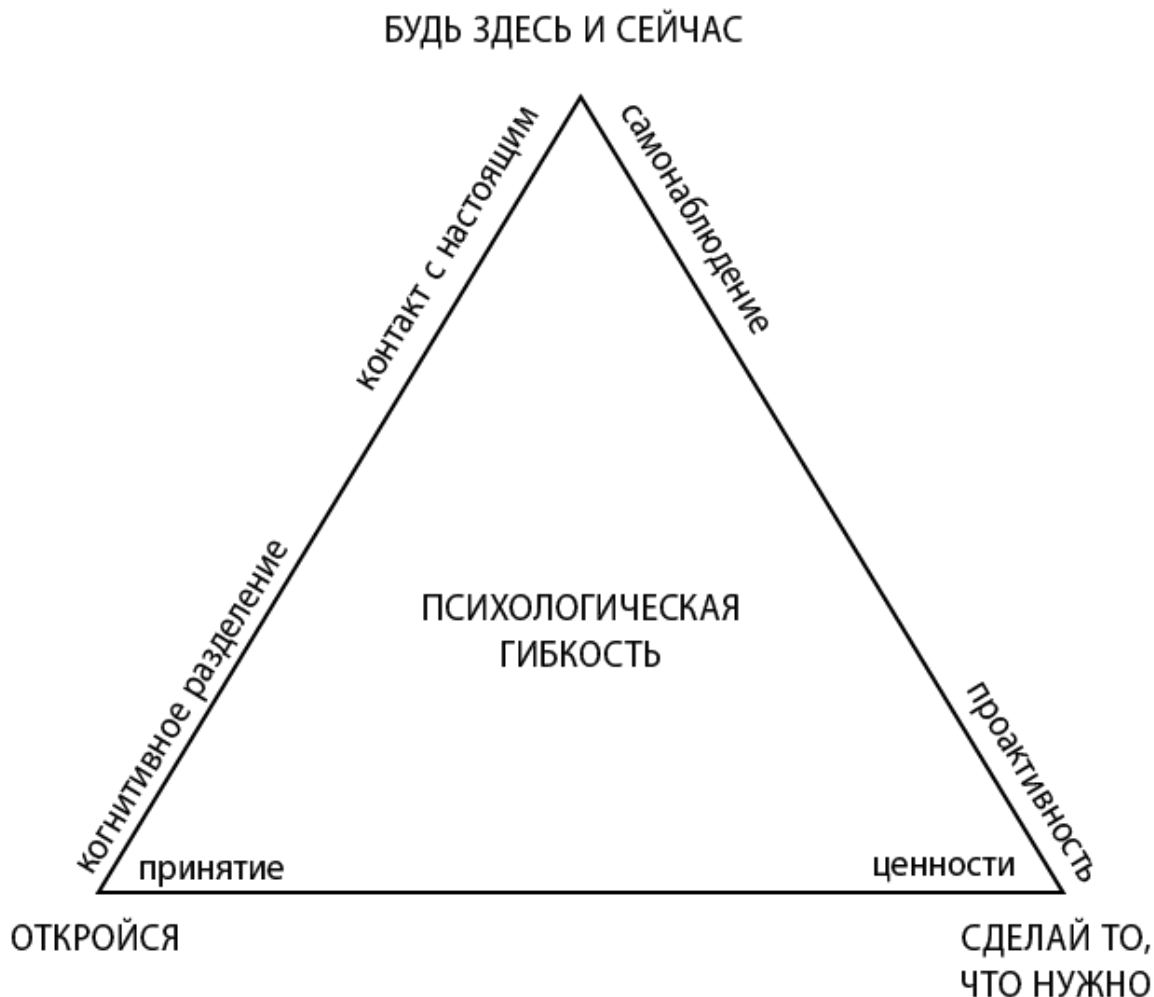 БУДЬ ЗДЕСЬ И СЕЙЧАС
контакт с настоящим
самонаблюдение
когнитивное разделение
ПСИХОЛОГИЧЕСКАЯ
ГИБКОСТЬ
проактивность
принятие
ценности
ОТКРОЙСЯ
СДЕЛАЙ ТО,
ЧТО НУЖНО